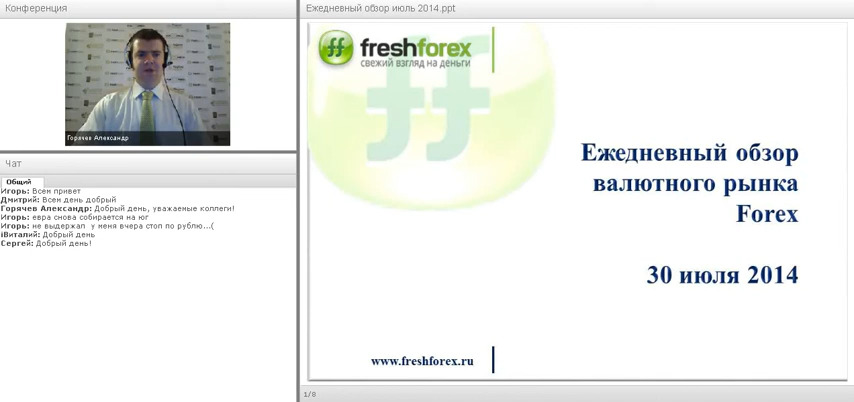 Конференция
Горячев Александр
Чат
Общий
Игорь: Всем привет
Дмитрий: Всем день добрый
Горячев Александр: Добрый день, уважаемые коллеги!
Игорь: евра снова собирается на юг
Игорь: не выдержал  у меня вчера стоп по рублю...(
iВиталий: Добрый день
Сергей: Добрый день!
Ежедневный обзор июль 2014.ppt
ff freshforex
свежий взгляд на деньги
ff
Ежедневный обзор
валютного рынка
Forex
30 июля 2014
www.freshforex.ru
1/8